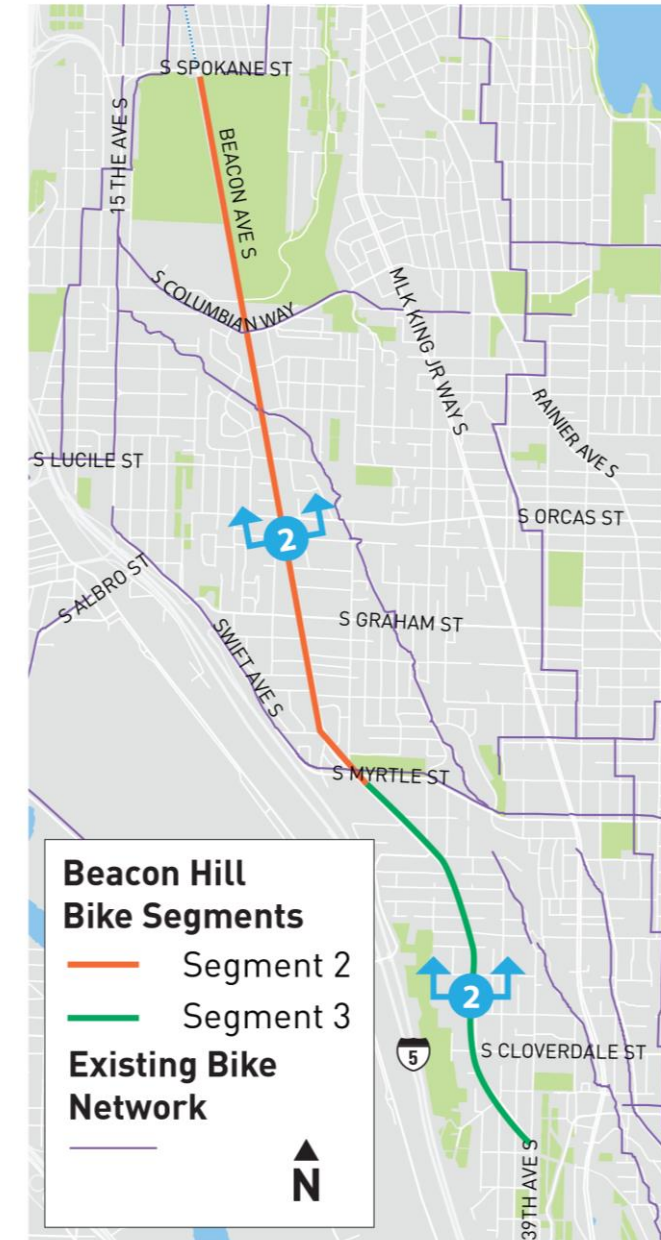 S SPOKANE ST
15 THE AVE S
BEACON AVE S
S COLUMBIAN WAY
MLK KING JR WAY S
RAINIER AVE S
S LUCILE ST
S ORCAS ST
2
S ALBRO ST
S GRAHAM ST
SWIFT AVE S
S MYRTLE ST
Beacon Hill
Bike Segments
Segment 2
Segment 3
Existing Bike
Network
N
2
5
S CLOVERDALE ST
39TH AVE S